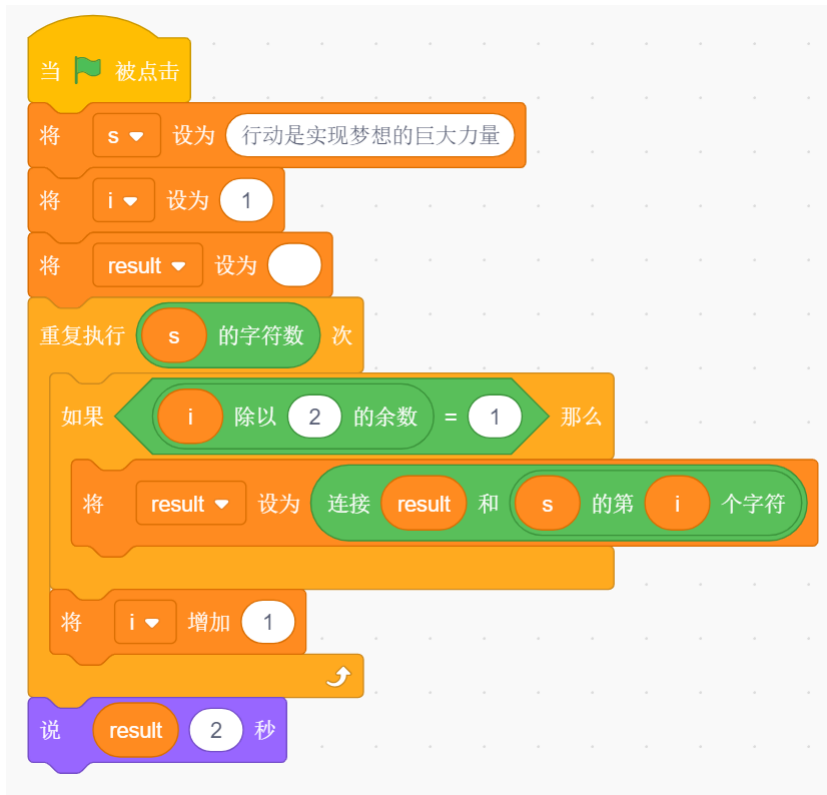 当 被点击
将 s 设为 行动是实现梦想的巨大力量
将 i 设为 1
将 result 设为
重复执行 s 的字符数 次
如果 i 除以 2 的余数 = 1 那么
将 result 设为 连接 result 和 s 的第 i 个字符
将 i 增加 1
说 result 2 秒